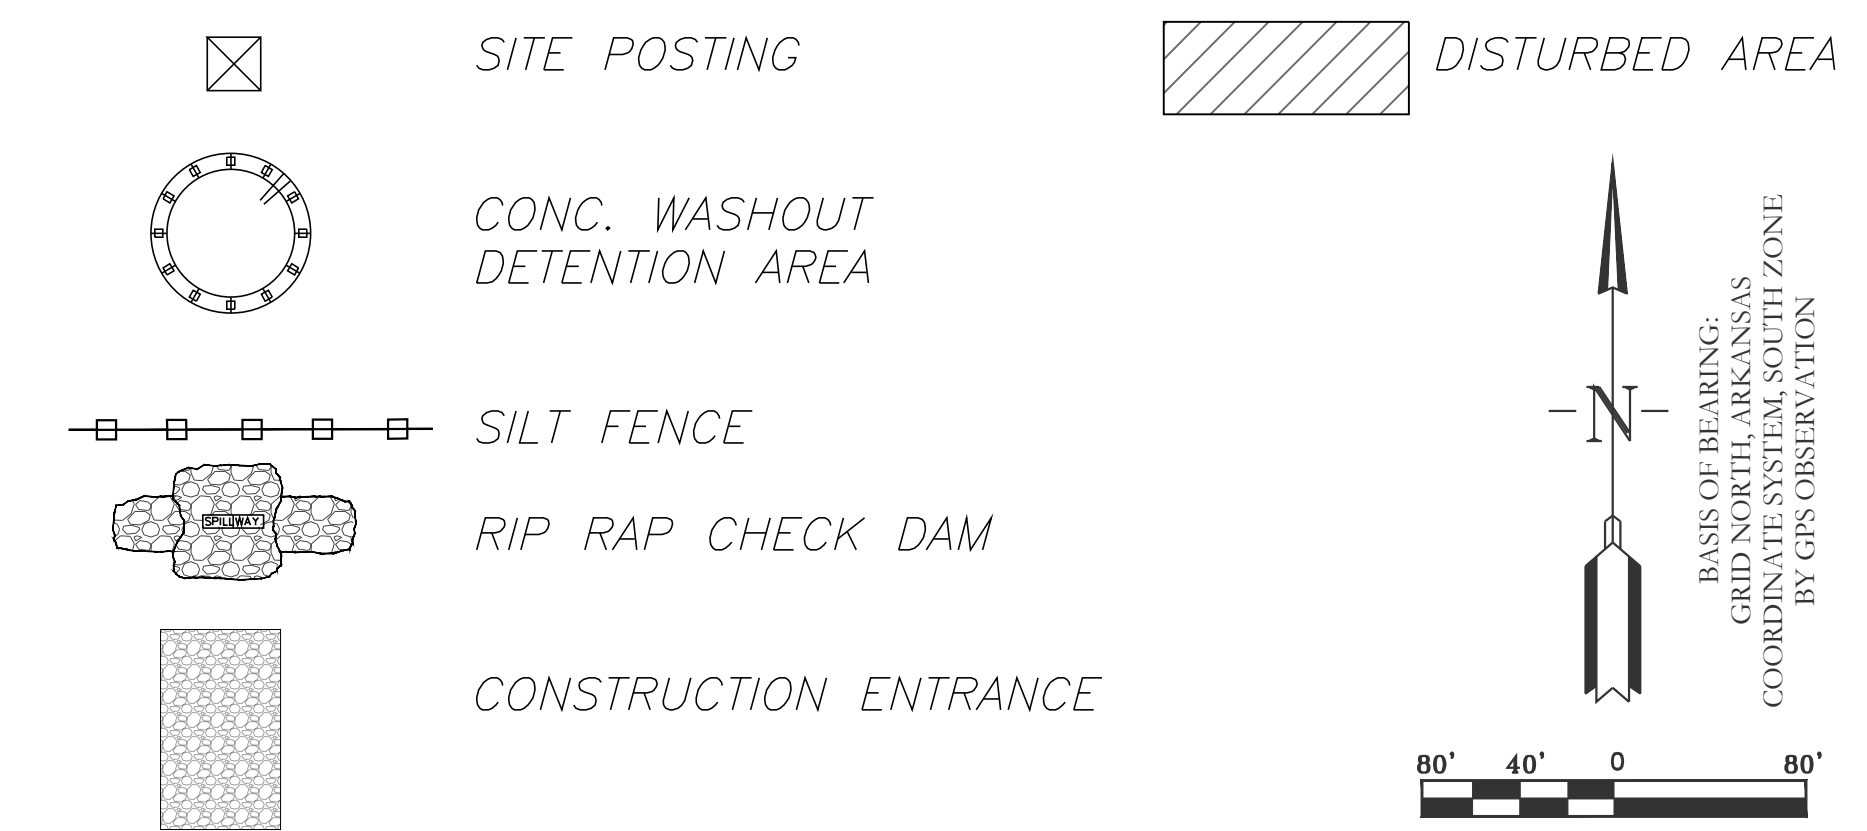 SITE POSTING
DISTURBED AREA
CONC. WASHOUT
DETENTION AREA
SILT FENCE
SPILLWAY
RIP RAP CHECK DAM
CONSTRUCTION ENTRANCE
N
BASIS OF BEARING:
GRID NORTH, ARKANSAS
COORDINATE SYSTEM, SOUTH ZONE
BY GPS OBSERVATION
80' 40' 0 80'